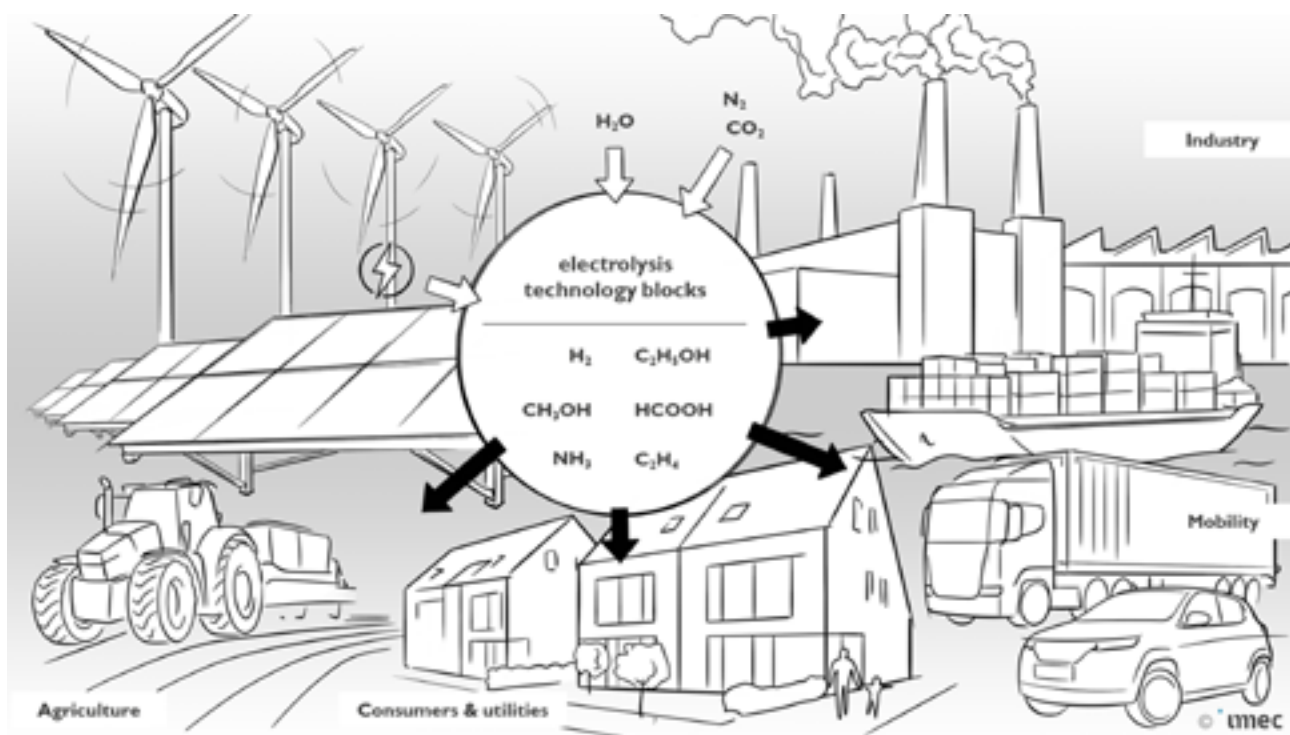 H₂O
N₂
CO₂
Industry
electrolysis
technology blocks
H₂ C₂H₅OH
CH₃OH HCOOH
NH₃ C₂H₄
Mobility
Agriculture
Consumers & utilities
© imec